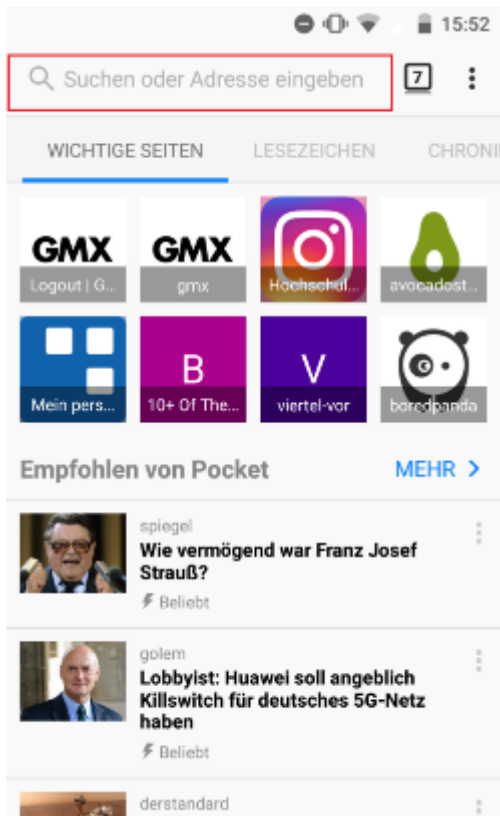 15:52
Suchen oder Adresse eingeben
7
WICHTIGE SEITEN LESEZEICHEN CHRONI
GMX GMX
Logout | G... gmx Hochschul... avocadost...
B V
Mein pers... 10+ Of The... viertel-vor boredpanda
Empfohlen von Pocket MEHR >
spiegel
Wie vermögend war Franz Josef
Strauß?
Beliebt
golem
Lobbyist: Huawei soll angeblich
Killswitch für deutsches 5G-Netz
haben
Beliebt
derstandard